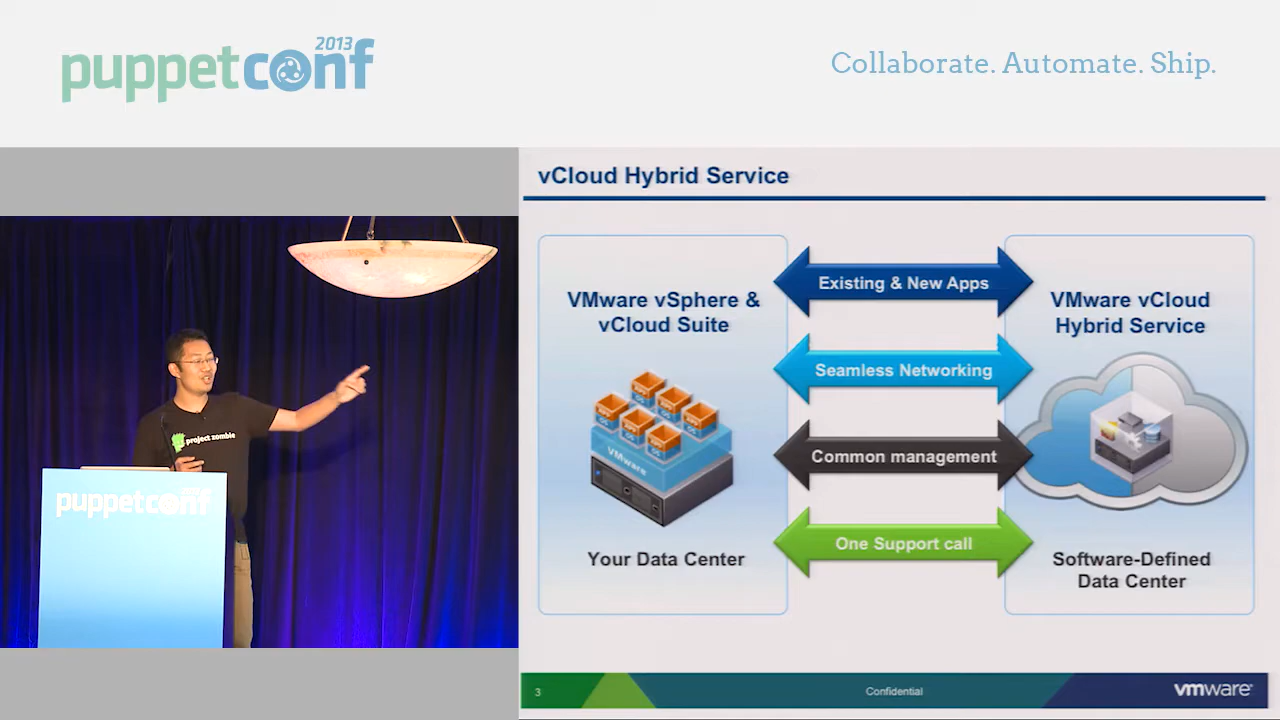 2013
puppetconf
Collaborate. Automate. Ship.
vCloud Hybrid Service
VMware vSphere &
vCloud Suite
VMware
Your Data Center
Existing & New Apps
Seamless Networking
Common management
One Support call
VMware vCloud
Hybrid Service
Software-Defined
Data Center
3
Confidential
vmware
project zombie
puppetconf